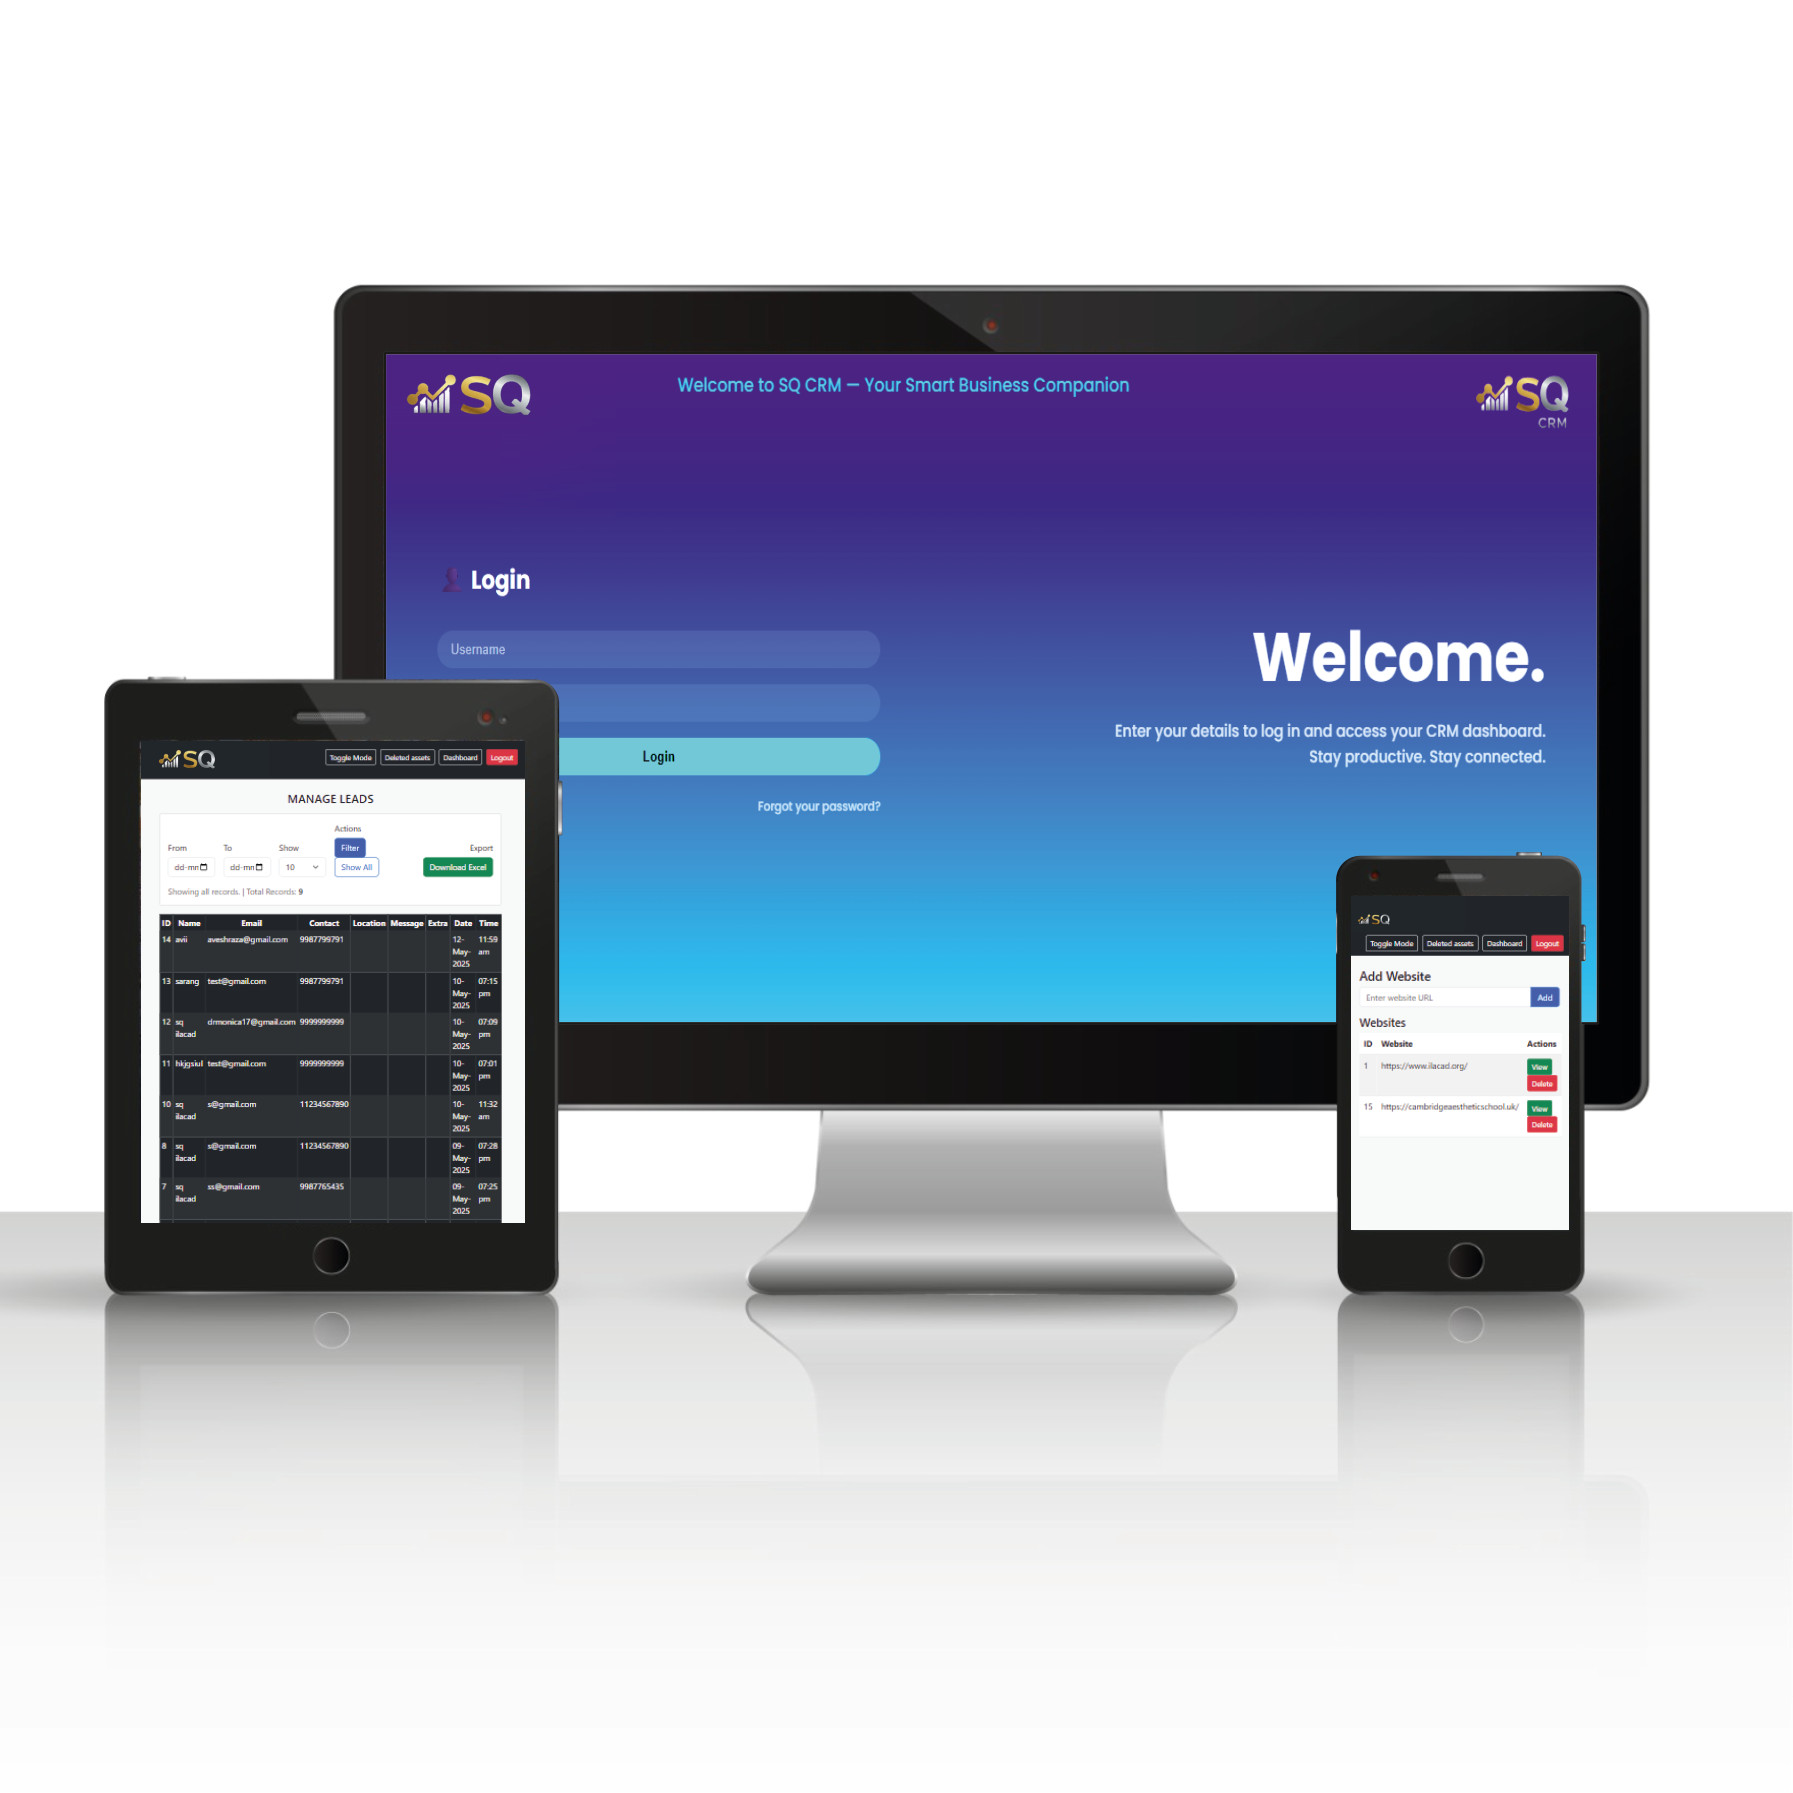 SQ
Welcome to SQ CRM — Your Smart Business Companion
SQ
CRM
Login
Username
Login
Forgot your password?
Welcome.
Enter your details to log in and access your CRM dashboard.
Stay productive. Stay connected.
SQ
Toggle Mode Deleted assets Dashboard Logout
MANAGE LEADS
Actions
From To Show Filter Export
dd-mm dd-mm 10 Show All Download Excel
Showing all records. | Total Records: 9
ID Name Email Contact Location Message Extra Date Time
14 avii aveshraza@gmail.com 9987799791 12- 11:59
May- am
2025
13 sarang test@gmail.com 9987799791 10- 07:15
May- pm
2025
12 sq drmonica17@gmail.com 9999999999 10- 07:09
ilacad May- pm
2025
11 hkjgsiul test@gmail.com 9999999999 10- 07:01
May- pm
2025
10 sq s@gmail.com 11234567890 10- 11:32
ilacad May- am
2025
8 sq s@gmail.com 11234567890 09- 07:28
ilacad May- pm
2025
7 sq ss@gmail.com 9987765435 09- 07:25
ilacad May- pm
2025
SQ
Toggle Mode Deleted assets Dashboard Logout
Add Website
Enter website URL Add
Websites
ID Website Actions
1 https://www.ilacad.org/ View
Delete
15 https://cambridgeaestheticschool.uk/ View
Delete